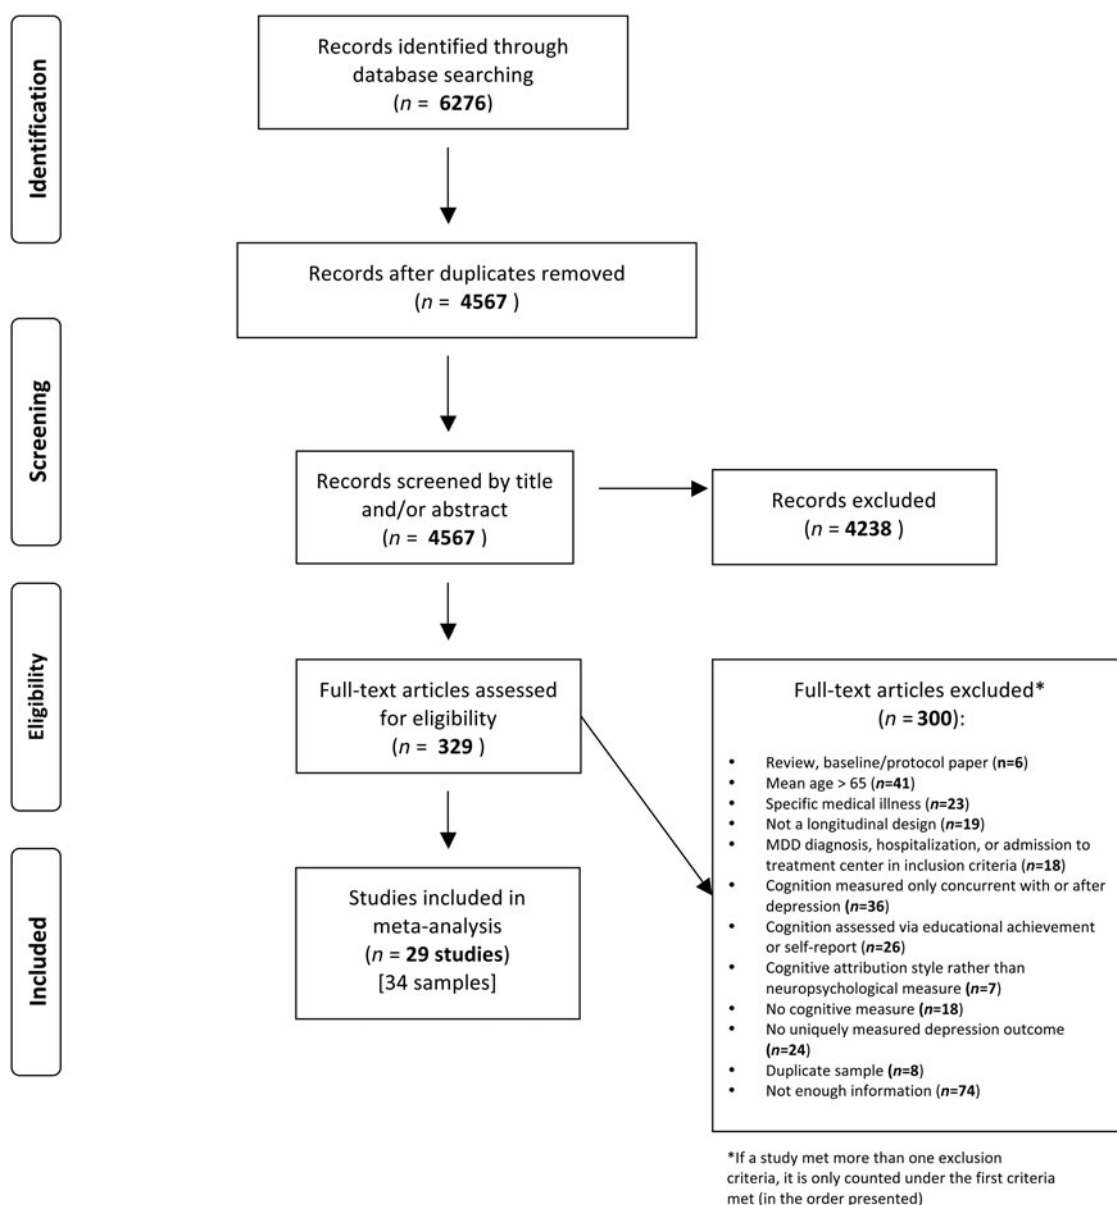 Identification
Records identified through
database searching
(n = 6276)
Records after duplicates removed
(n = 4567 )
Screening
Records screened by title
and/or abstract
(n = 4567 )
Records excluded
(n = 4238 )
Eligibility
Full-text articles assessed
for eligibility
(n = 329 )
Full-text articles excluded*
(n = 300):
• Review, baseline/protocol paper (n=6)
• Mean age > 65 (n=41)
• Specific medical illness (n=23)
• Not a longitudinal design (n=19)
• MDD diagnosis, hospitalization, or admission to
treatment center in inclusion criteria (n=18)
• Cognition measured only concurrent with or after
depression (n=36)
• Cognition assessed via educational achievement
or self-report (n=26)
• Cognitive attribution style rather than
neuropsychological measure (n=7)
• No cognitive measure (n=18)
• No uniquely measured depression outcome
(n=24)
• Duplicate sample (n=8)
• Not enough information (n=74)
Included
Studies included in
meta-analysis
(n = 29 studies)
[34 samples]
*If a study met more than one exclusion
criteria, it is only counted under the first criteria
met (in the order presented)